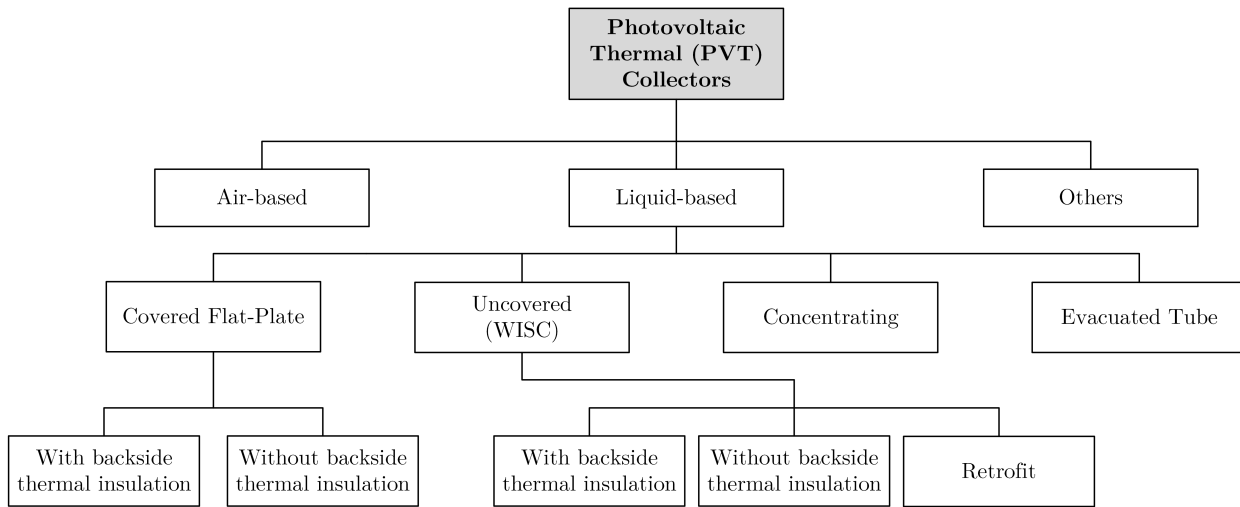 Photovoltaic
Thermal (PVT)
Collectors
Air-based
Liquid-based
Others
Covered Flat-Plate
Uncovered
(WISC)
Concentrating
Evacuated Tube
With backside
thermal insulation
Without backside
thermal insulation
With backside
thermal insulation
Without backside
thermal insulation
Retrofit